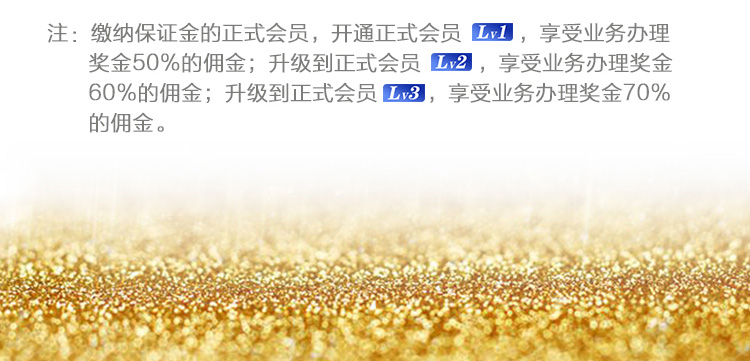 注：缴纳保证金的正式会员，开通正式会员 Lv1 ，享受业务办理
奖金50%的佣金；升级到正式会员 Lv2 ，享受业务办理奖金
60%的佣金；升级到正式会员 Lv3 ，享受业务办理奖金70%
的佣金。